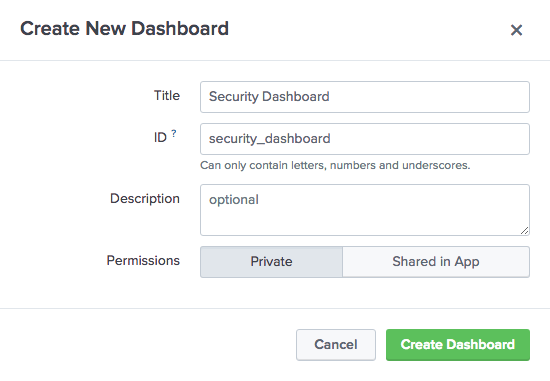 Create New Dashboard ×
Title Security Dashboard
ID ? security_dashboard
Can only contain letters, numbers and underscores.
Description optional
Permissions Private Shared in App
Cancel Create Dashboard